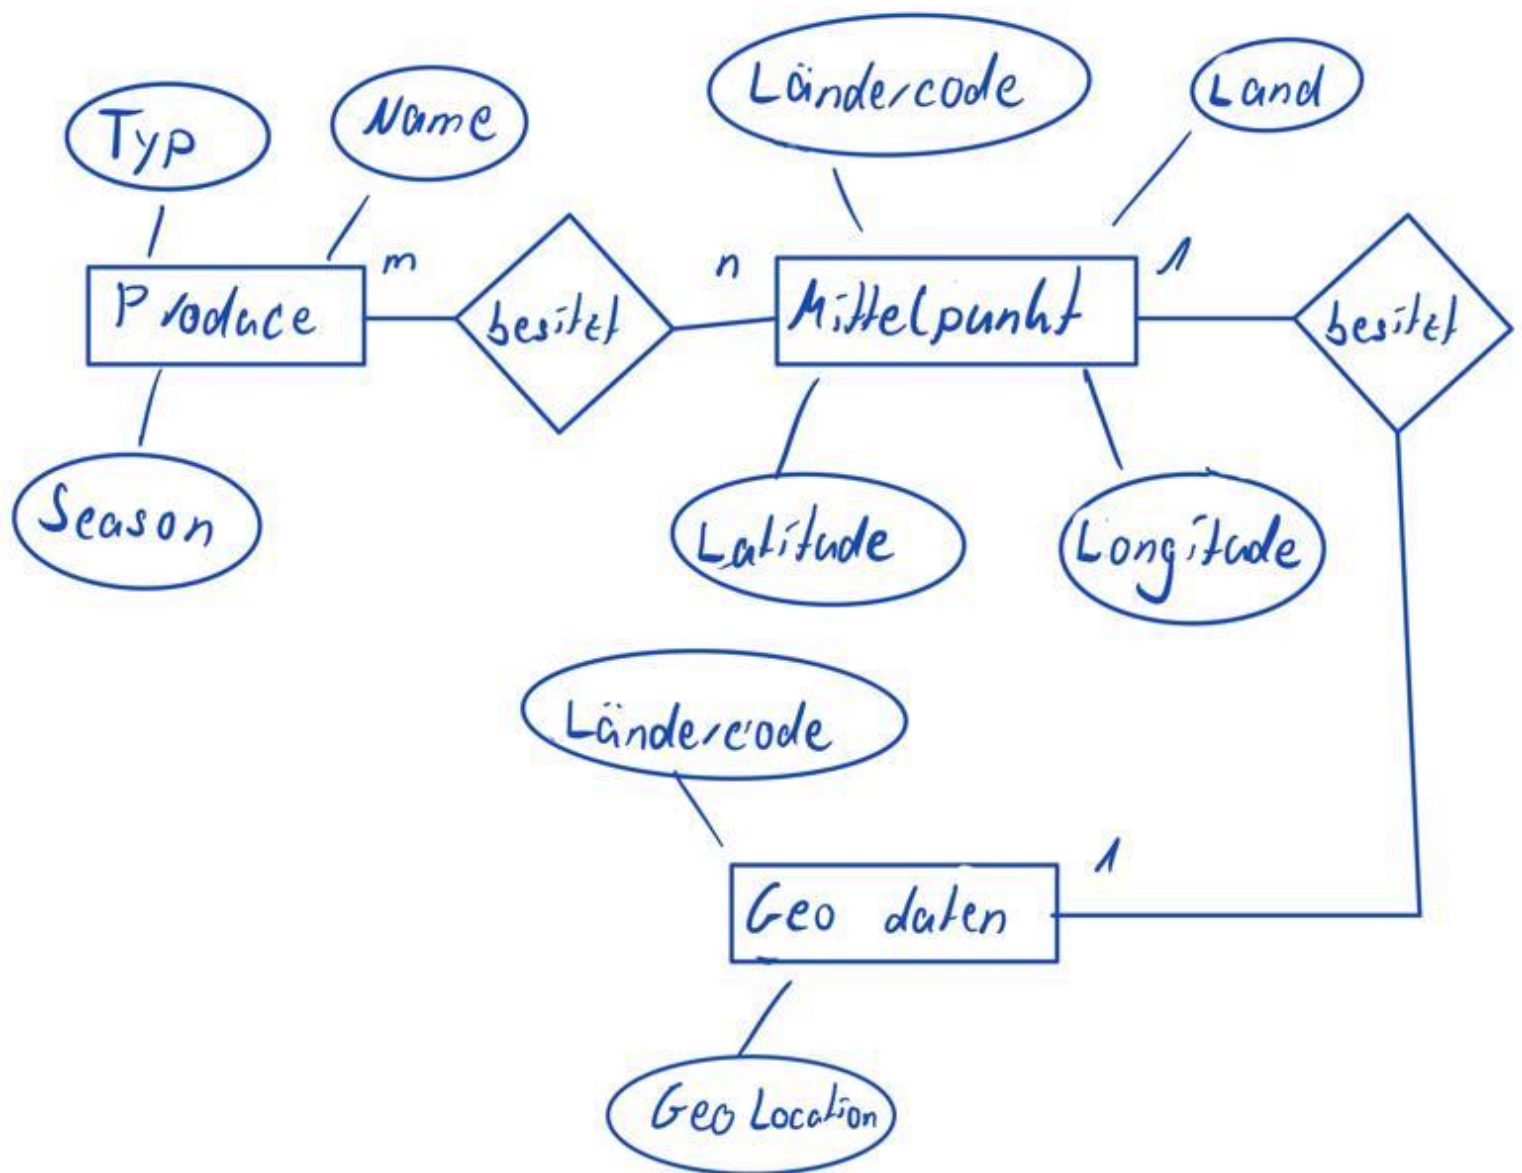 Ländercode
Land
Typ
Name
m
n
1
Produce
besitzt
Mittelpunkt
besitzt
Season
Latitude
Longitude
Ländercode
1
Geo daten
Geo Location